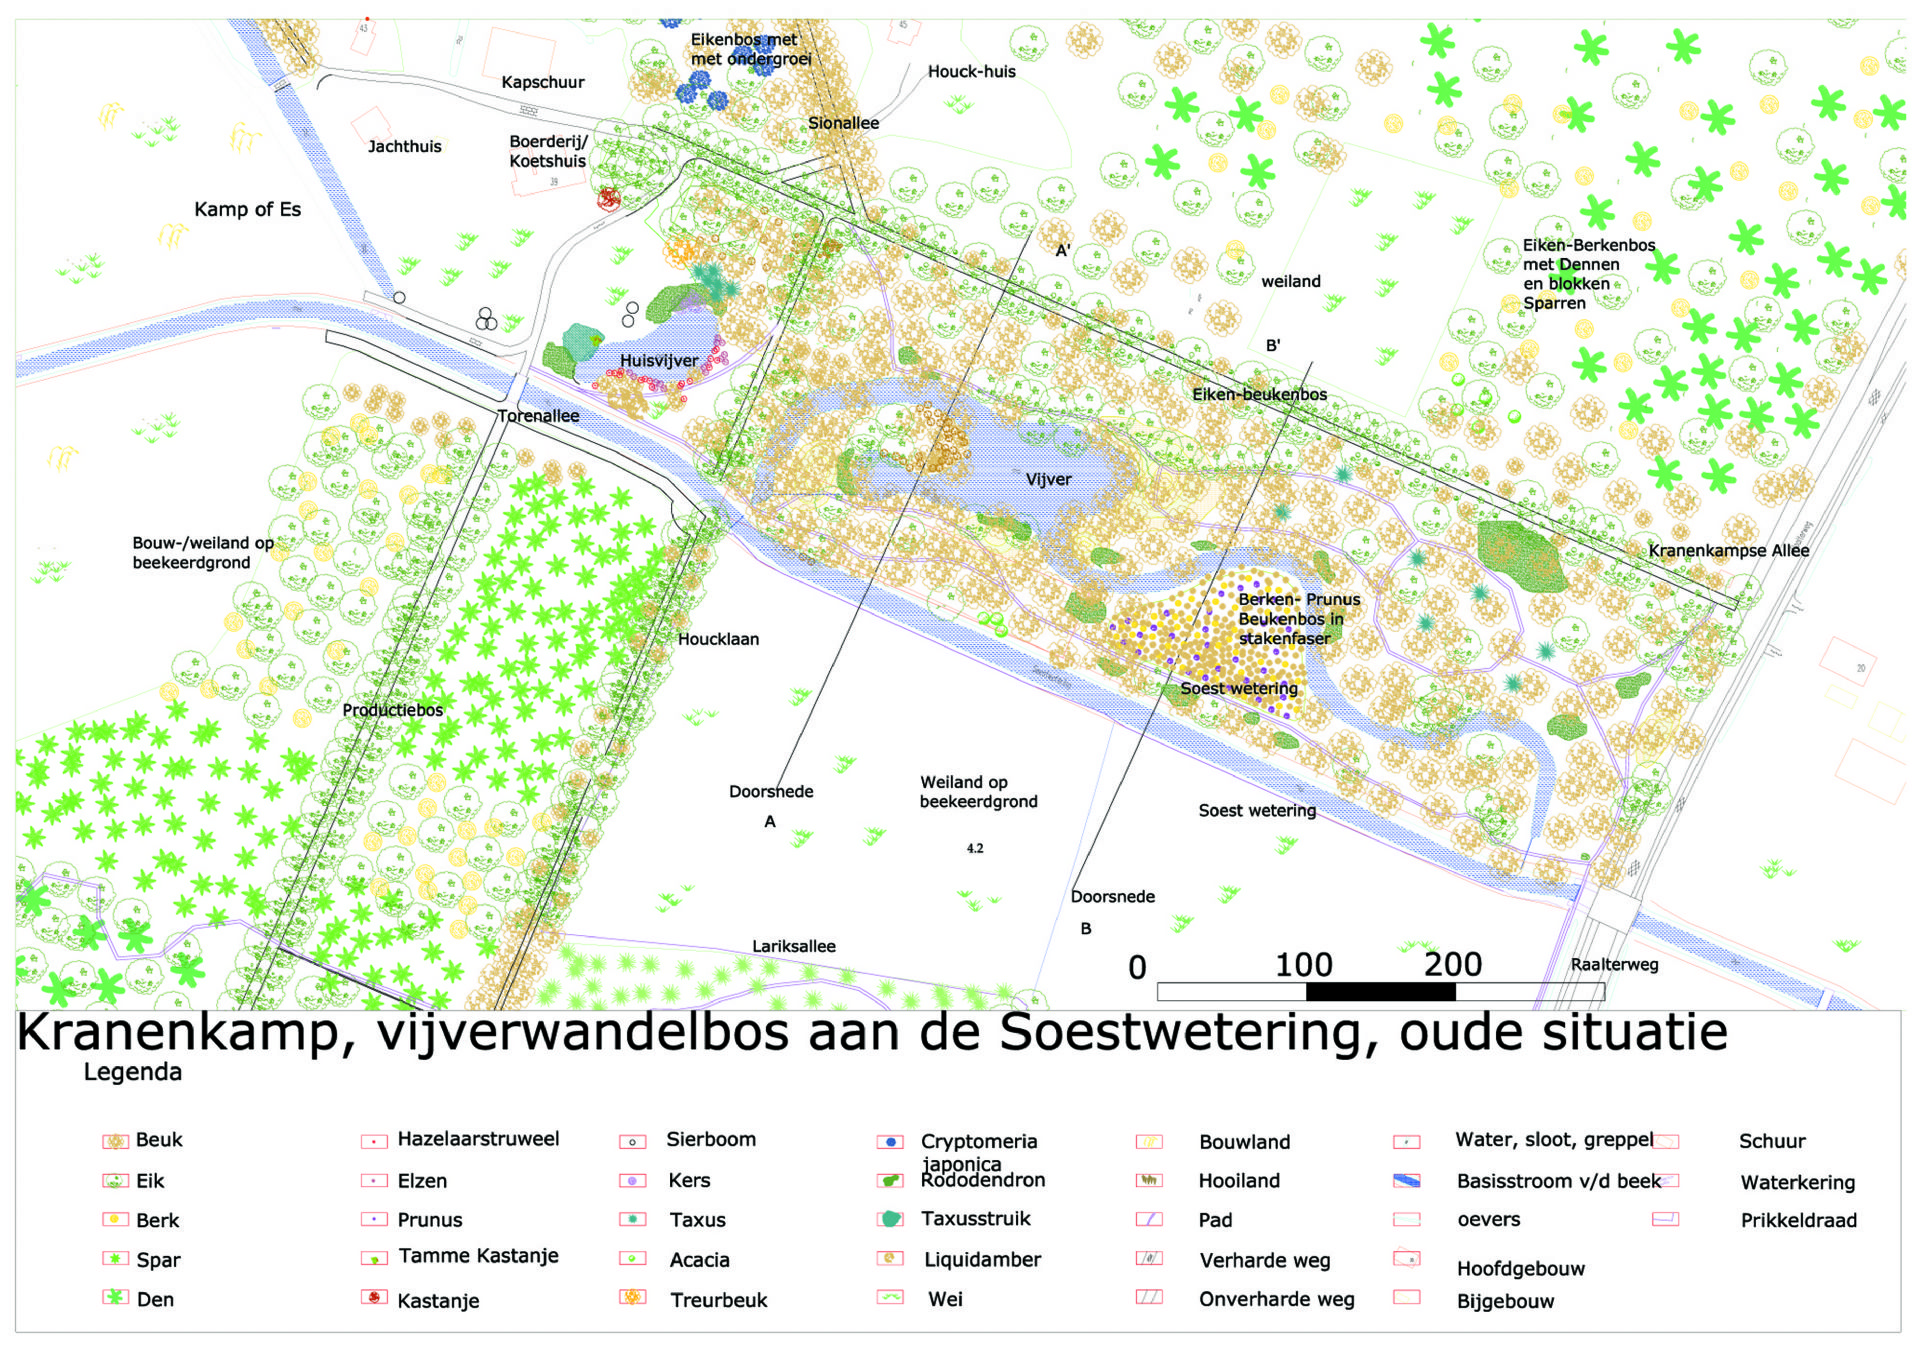 43
45
Eikenbos met
met ondergroei
Houck-huis
Kapschuur
Sionallee
Jachthuis
Boerderij/
Koetshuis
39
Kamp of Es
A'
Eiken-Berkenbos
met Dennen
en blokken
Sparren
weiland
B'
Huisvijver
Eiken-beukenbos
Torenallee
Vijver
Bouw-/weiland op
beekeerdgrond
Kranenkampse Allee
Berken- Prunus
Beukenbos in
stakenfaser
Houcklaan
20
Soest wetering
Productiebos
Doorsnede
A
Weiland op
beekeerdgrond
4.2
Soest wetering
Doorsnede
B
Lariksallee
Raalterweg
0 100 200
Kranenkamp, vijverwandelbos aan de Soestwetering, oude situatie
Legenda
Beuk
Eik
Berk
Spar
Den
Hazelaarstruweel
Elzen
Prunus
Tamme Kastanje
Kastanje
Sierboom
Kers
Taxus
Acacia
Treurbeuk
Cryptomeria
japonica
Rododendron
Taxusstruik
Liquidamber
Wei
Bouwland
Hooiland
Pad
Verharde weg
Onverharde weg
Water, sloot, greppel
Basisstroom v/d beek
oevers
Hoofdgebouw
Bijgebouw
Schuur
Waterkering
Prikkeldraad